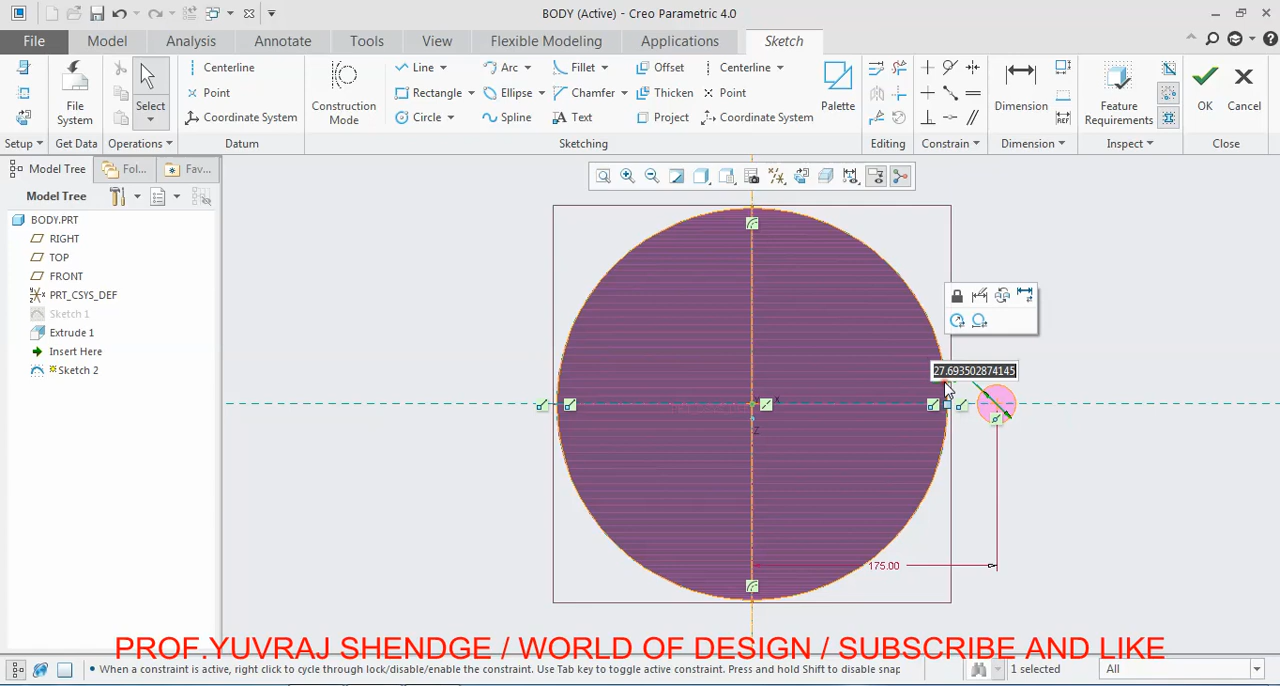 BODY (Active) - Creo Parametric 4.0
File Model Analysis Annotate Tools View Flexible Modeling Applications Sketch
File System
Select
Centerline
Point
Coordinate System
Construction Mode
Line Arc Fillet Offset Centerline
Rectangle Ellipse Chamfer Thicken Point
Circle Spline Text Project Coordinate System
Palette
Dimension
REF
Feature Requirements
OK Cancel
Setup Get Data Operations Datum Sketching Editing Constrain Dimension Inspect Close
Model Tree Fol... Fav...
Model Tree
BODY.PRT
RIGHT
TOP
FRONT
PRT_CSYS_DEF
Sketch 1
Extrude 1
Insert Here
Sketch 2
27.693502874145
X
Z
175.00
PROF.YUVRAJ SHENDGE / WORLD OF DESIGN / SUBSCRIBE AND LIKE
• When a constraint is active, right click to cycle through lock/disable/enable the constraint. Use Tab key to toggle active constraint. Press and hold Shift to disable snap
1 selected
All